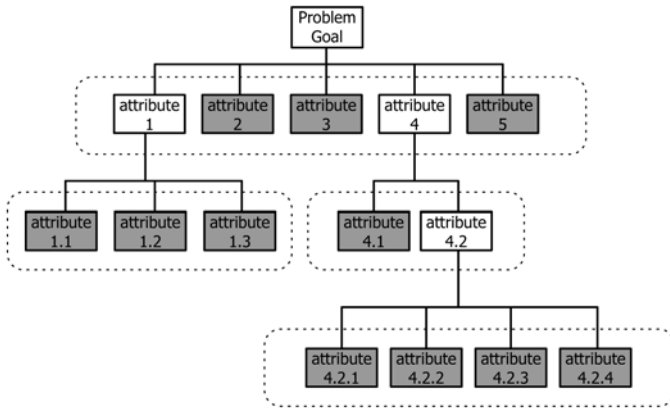 Problem
Goal
attribute
1
attribute
2
attribute
3
attribute
4
attribute
5
attribute
1.1
attribute
1.2
attribute
1.3
attribute
4.1
attribute
4.2
attribute
4.2.1
attribute
4.2.2
attribute
4.2.3
attribute
4.2.4